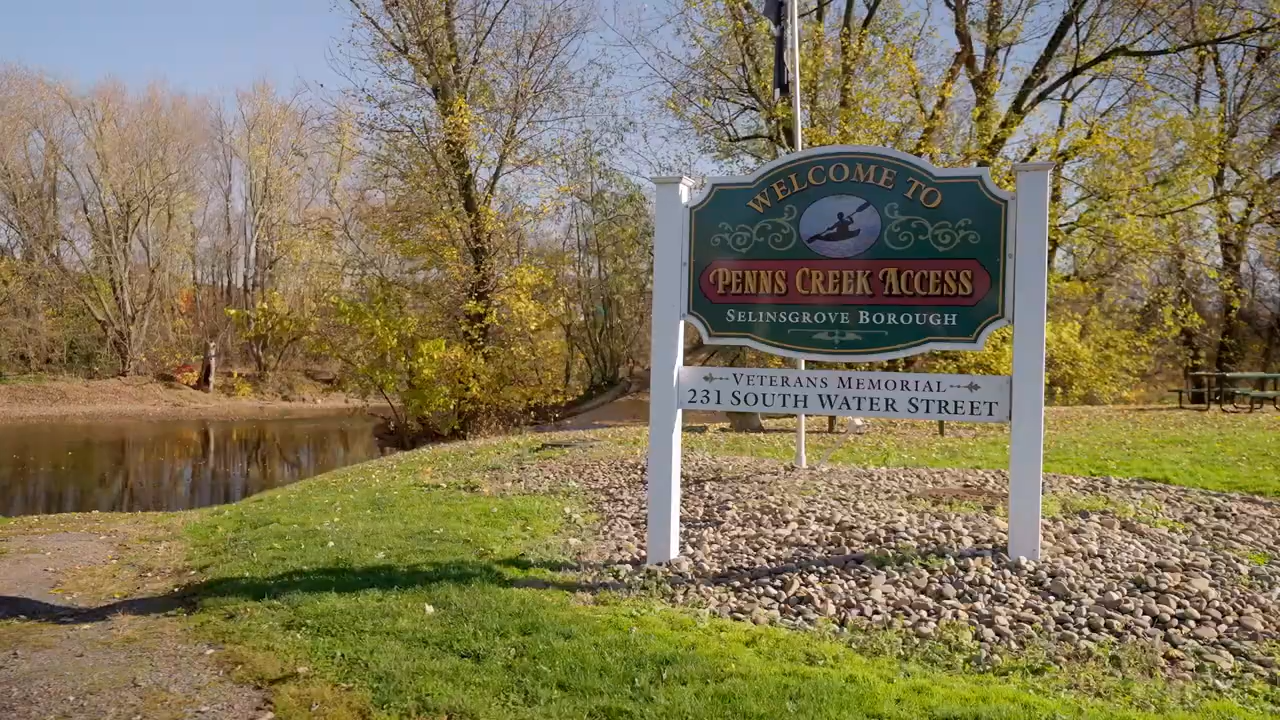 WELCOME TO
PENNS CREEK ACCESS
SELINSGROVE BOROUGH
VETERANS MEMORIAL
231 SOUTH WATER STREET